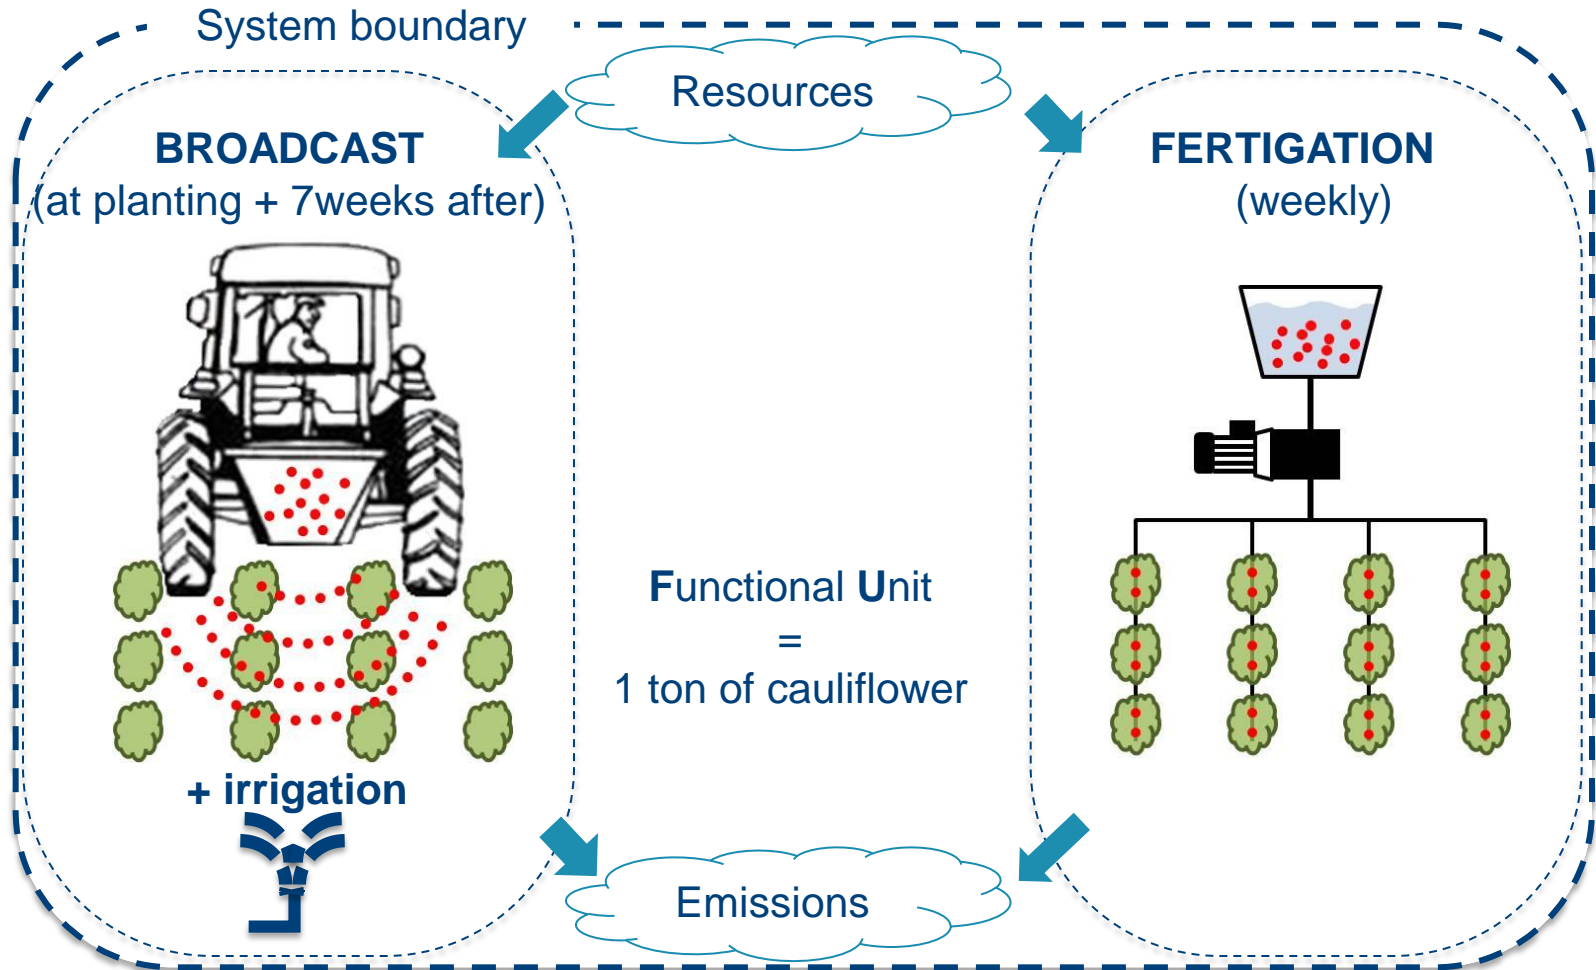 System boundary
Resources
BROADCAST
(at planting + 7weeks after)
FERTIGATION
(weekly)
Functional Unit
=
1 ton of cauliflower
+ irrigation
Emissions